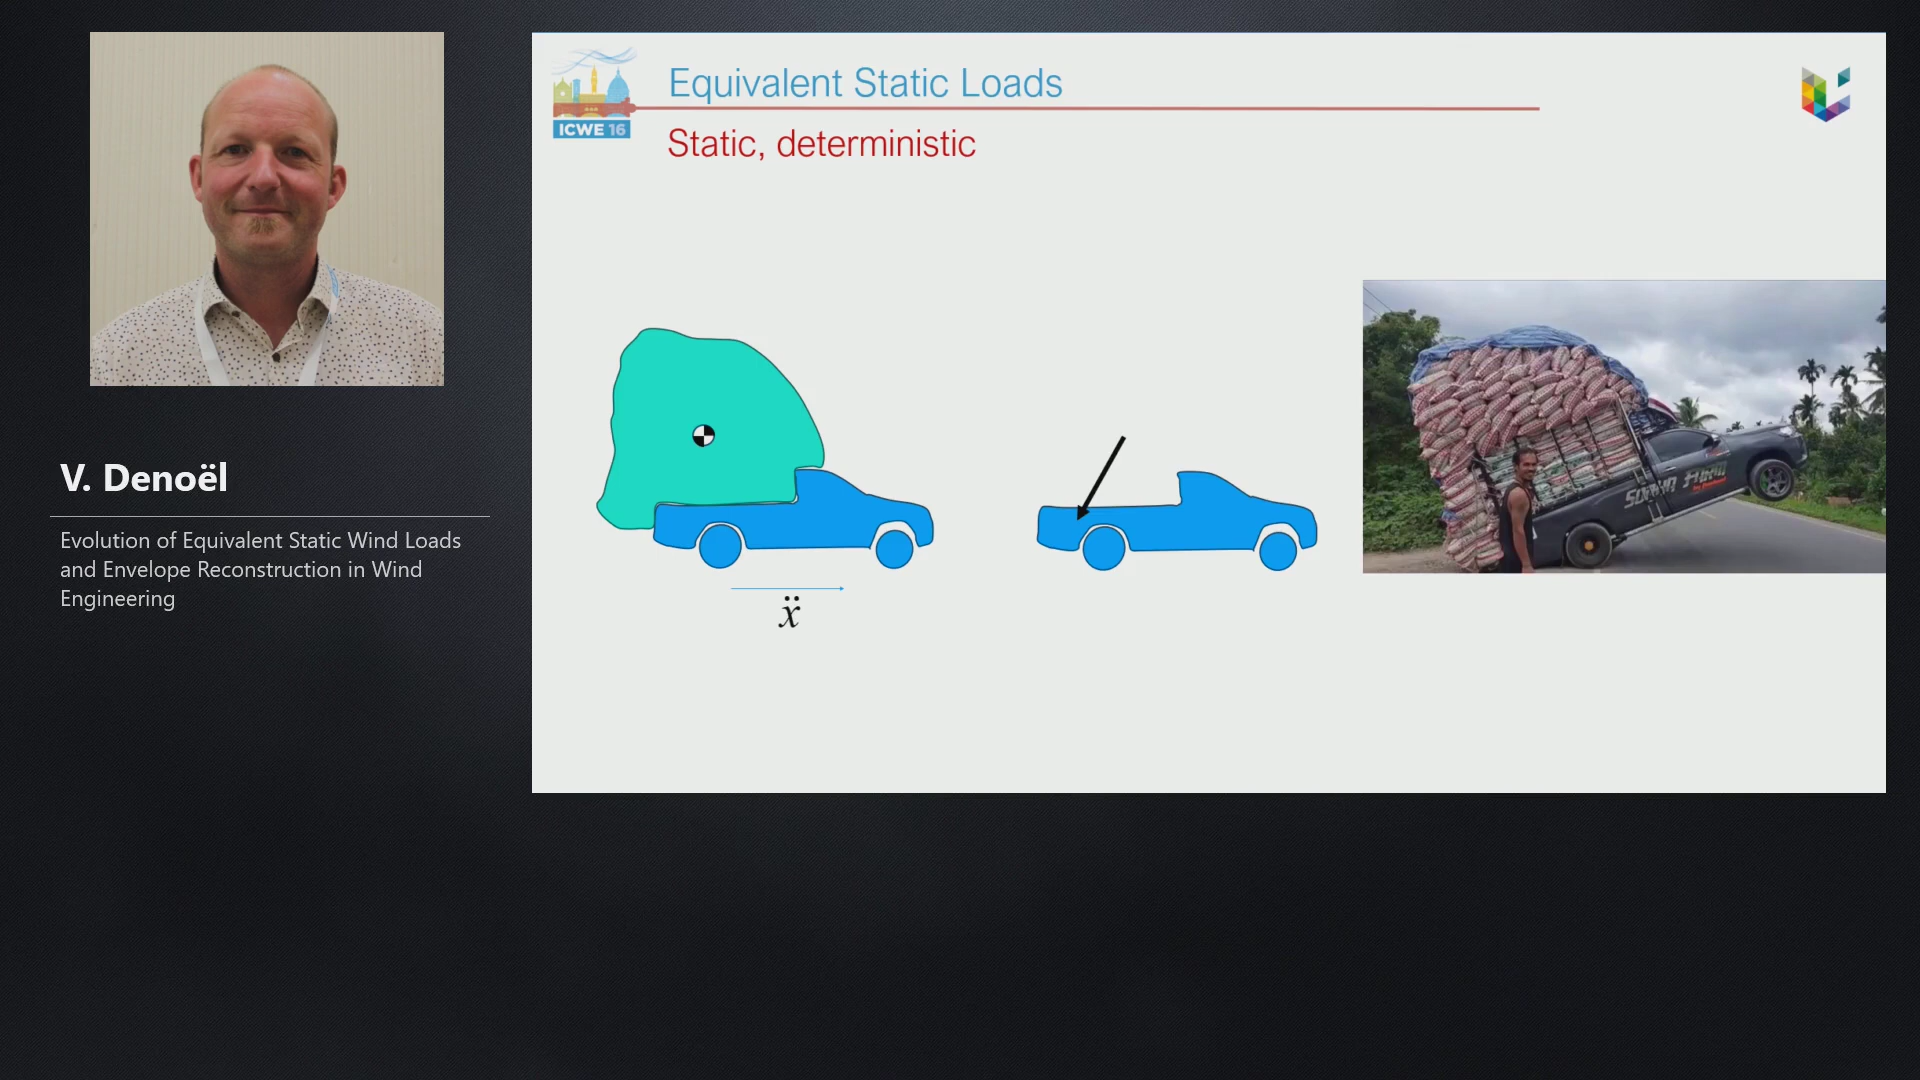 Equivalent Static Loads
ICWE 16
Static, deterministic
ẍ
V. Denoël
Evolution of Equivalent Static Wind Loads
and Envelope Reconstruction in Wind
Engineering